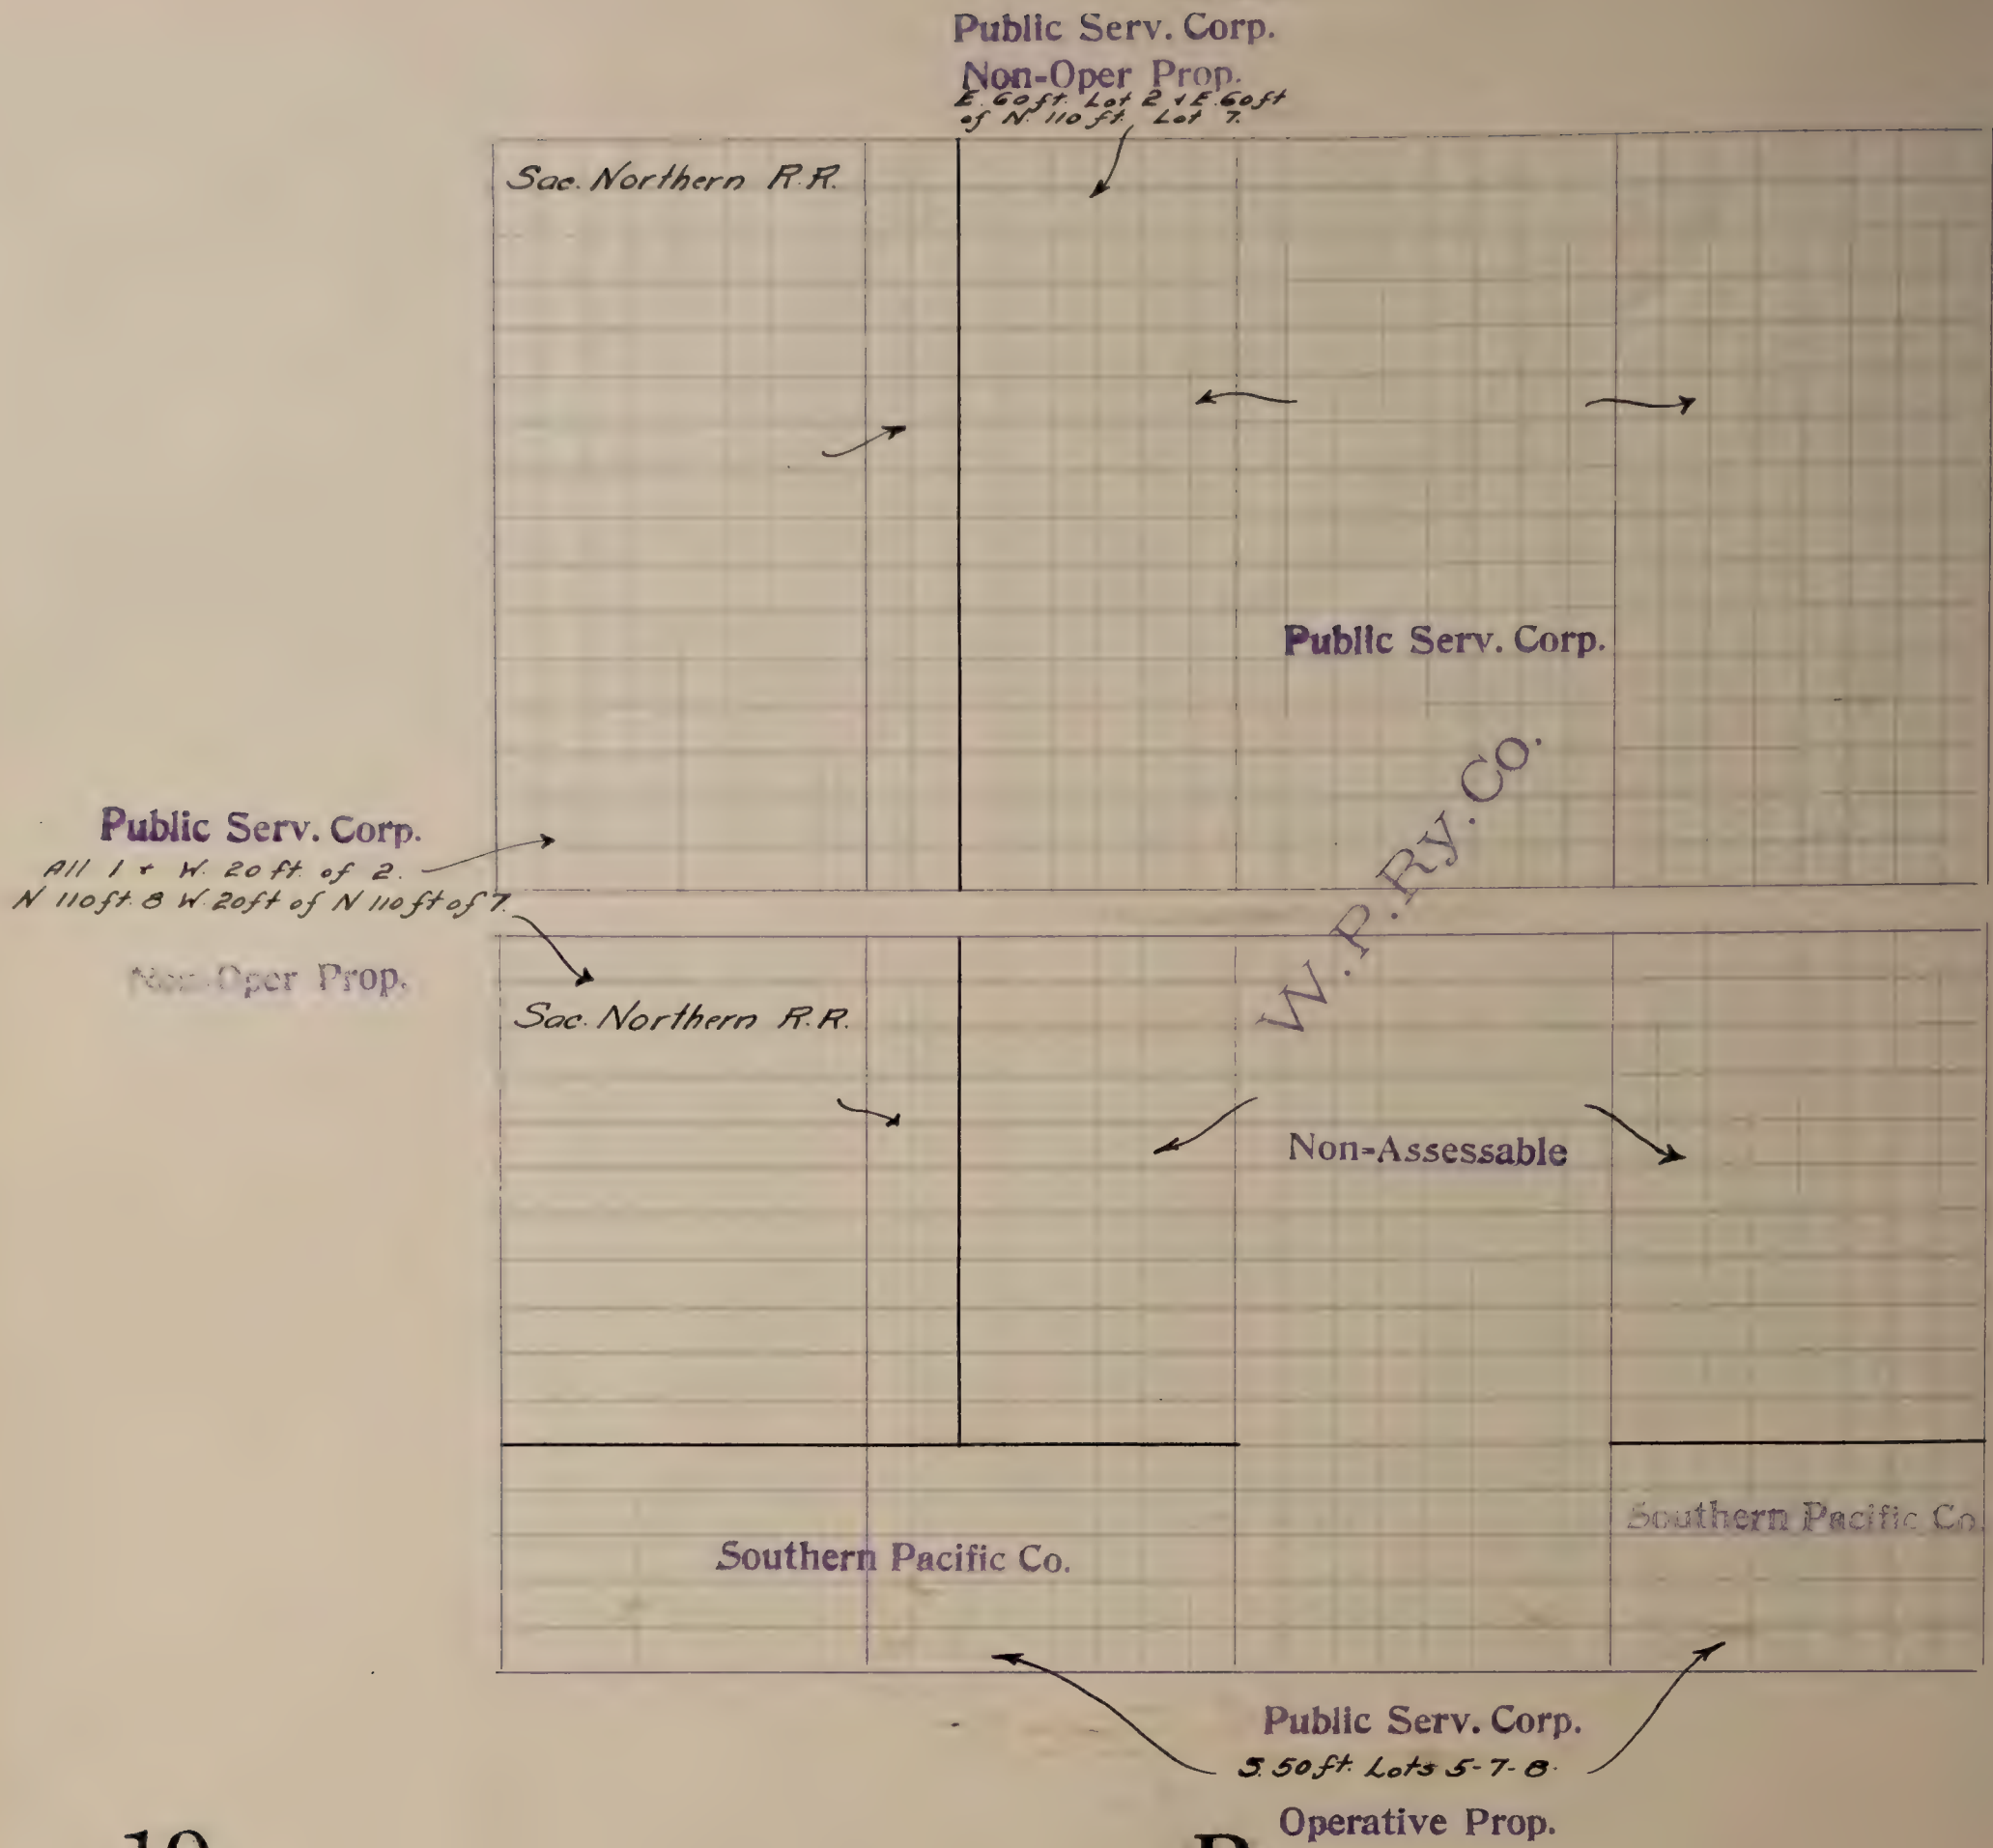 Public Serv. Corp.
Non-Oper Prop.
E. 60 ft. Lot 2 & E. 60 ft
of N. 110 ft. Lot 7.
Sac. Northern R.R.
Public Serv. Corp.
W.P.Ry.Co.
Public Serv. Corp.
All 1 & W. 20 ft. of 2.
N 110 ft. 8 W. 20 ft of N 110 ft of 7.
Non-Oper Prop.
Sac. Northern R.R.
Non-Assessable
Southern Pacific Co.
Southern Pacific Co.
Public Serv. Corp.
S. 50 ft. Lots 5-7-8.
Operative Prop.